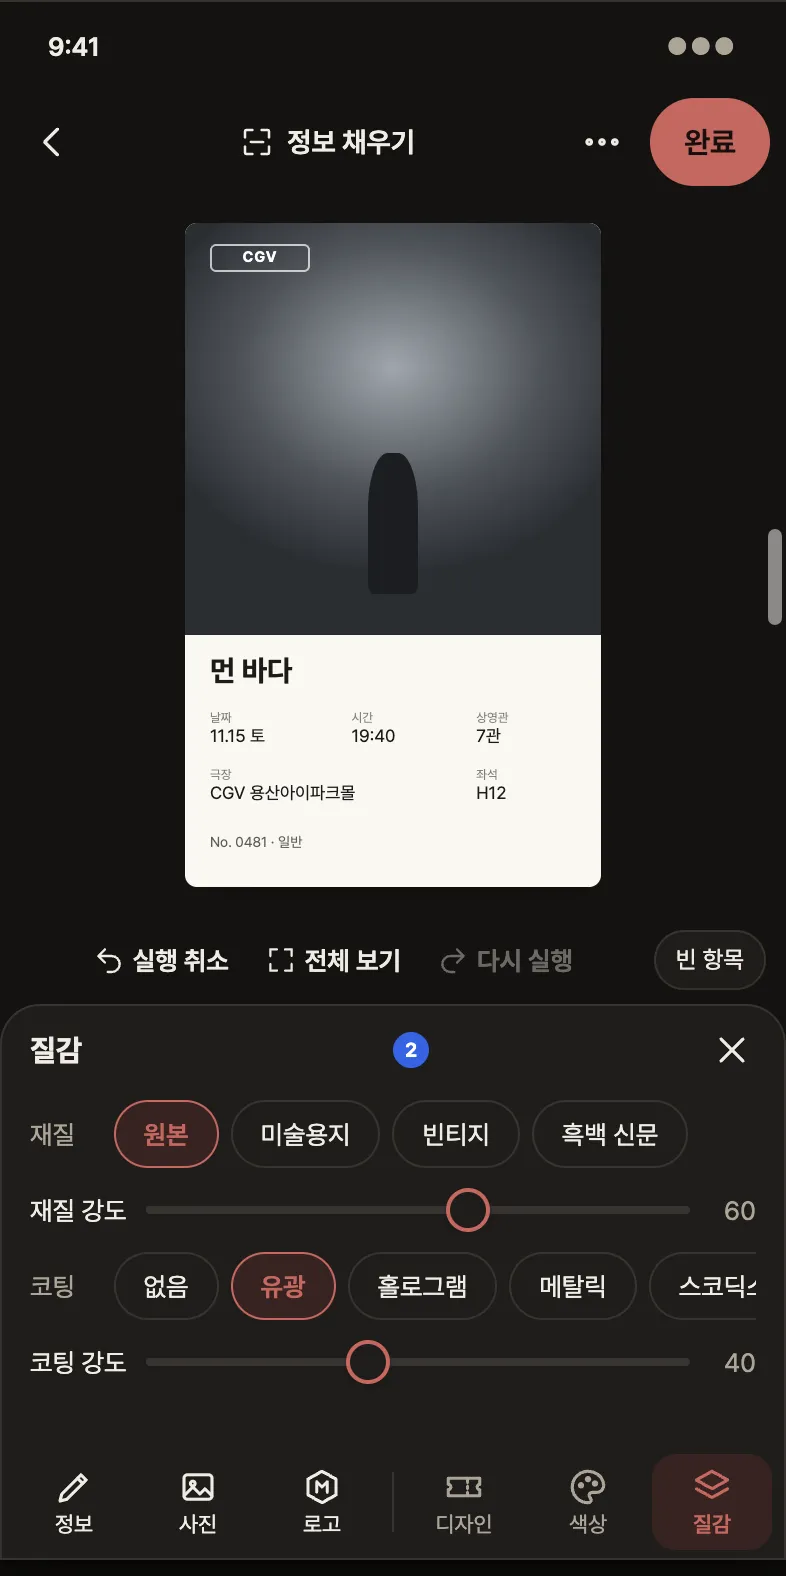 9:41
정보 채우기
완료
CGV
먼 바다
날짜 시간 상영관
11.15 토 19:40 7관
극장 좌석
CGV 용산아이파크몰 H12
No. 0481 · 일반
실행 취소 전체 보기 다시 실행 빈 항목
질감 2
재질 원본 미술용지 빈티지 흑백 신문
재질 강도 60
코팅 없음 유광 홀로그램 메탈릭 스코딕스
코팅 강도 40
정보 사진 로고 디자인 색상 질감